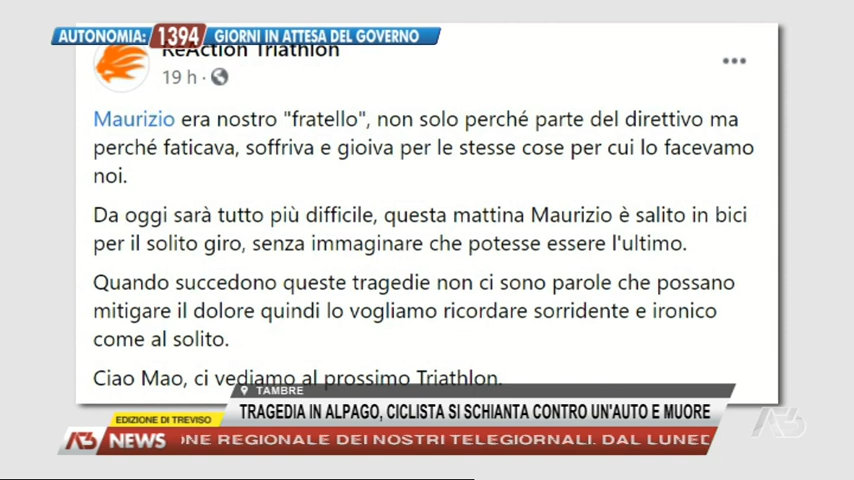 AUTONOMIA: 1394 GIORNI IN ATTESA DEL GOVERNO
ReAction Triathlon
19 h ·
Maurizio era nostro "fratello", non solo perché parte del direttivo ma
perché faticava, soffriva e gioiva per le stesse cose per cui lo facevamo
noi.
Da oggi sarà tutto più difficile, questa mattina Maurizio è salito in bici
per il solito giro, senza immaginare che potesse essere l'ultimo.
Quando succedono queste tragedie non ci sono parole che possano
mitigare il dolore quindi lo vogliamo ricordare sorridente e ironico
come al solito.
Ciao Mao, ci vediamo al prossimo Triathlon.
TAMBRE
TRAGEDIA IN ALPAGO, CICLISTA SI SCHIANTA CONTRO UN'AUTO E MUORE
EDIZIONE DI TREVISO
A3 NEWS
ONE REGIONALE DEI NOSTRI TELEGIORNALI. DAL LUNED
A3